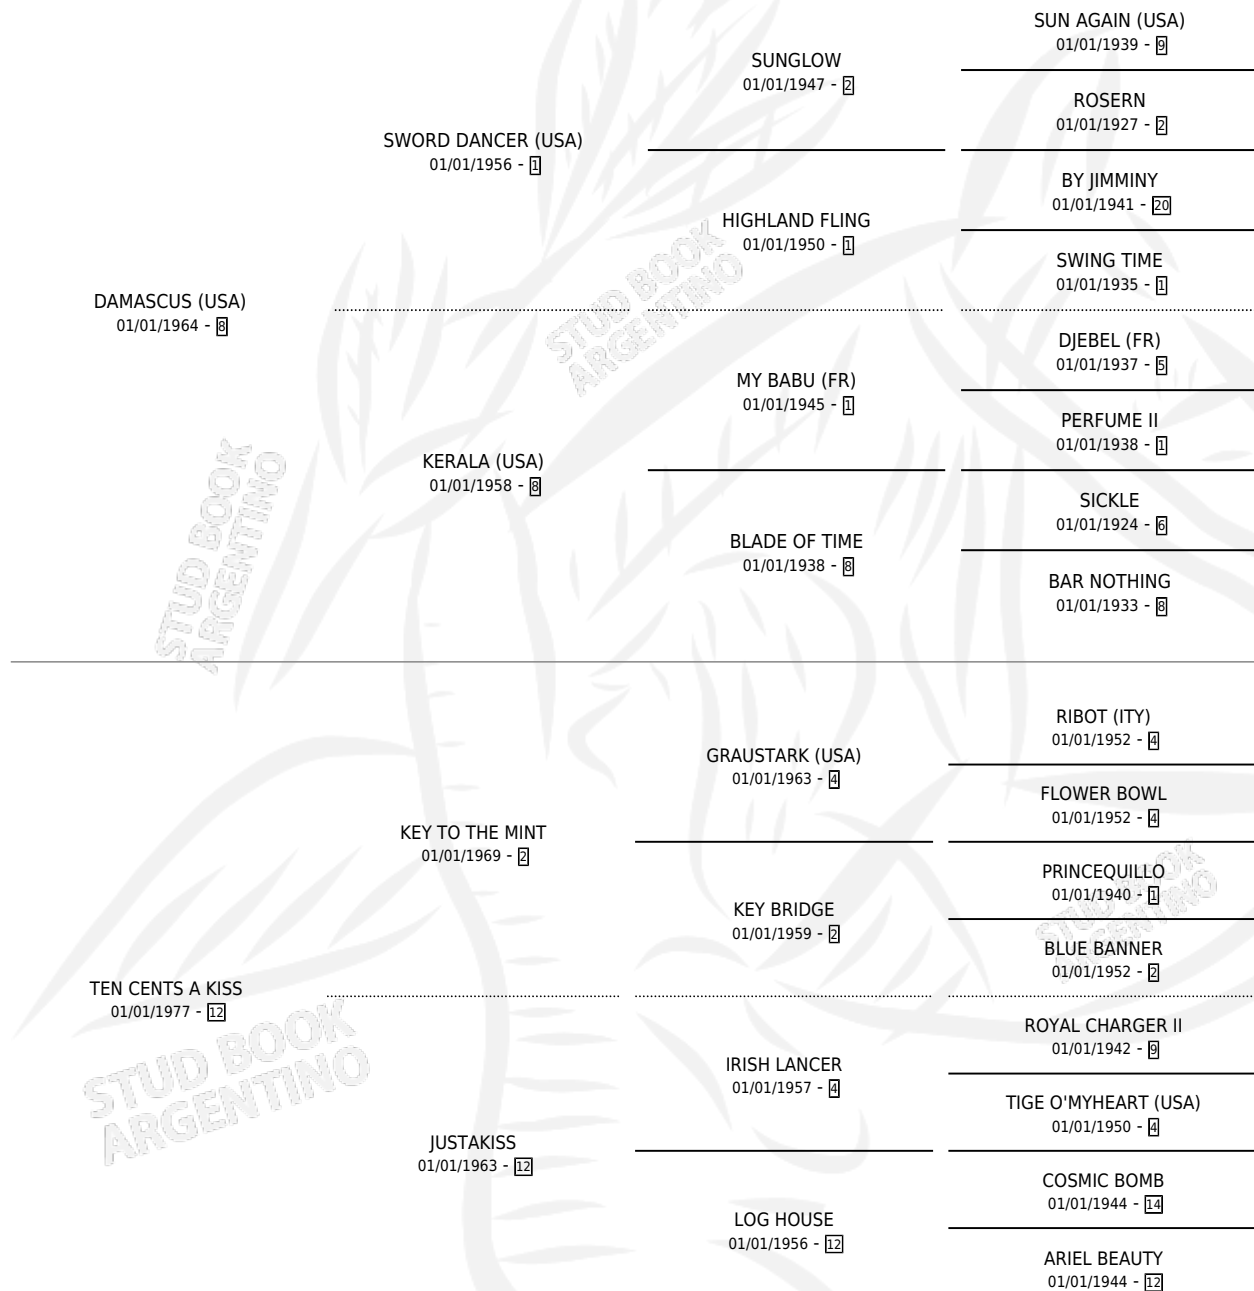 SUN AGAIN (USA)
01/01/1939 - 9
SUNGLOW
01/01/1947 - 2
ROSERN
01/01/1927 - 2
SWORD DANCER (USA)
01/01/1956 - 1
BY JIMMINY
01/01/1941 - 20
HIGHLAND FLING
01/01/1950 - 1
SWING TIME
01/01/1935 - 1
DAMASCUS (USA)
01/01/1964 - 8
DJEBEL (FR)
01/01/1937 - 5
MY BABU (FR)
01/01/1945 - 1
PERFUME II
01/01/1938 - 1
KERALA (USA)
01/01/1958 - 8
SICKLE
01/01/1924 - 6
BLADE OF TIME
01/01/1938 - 8
BAR NOTHING
01/01/1933 - 8
RIBOT (ITY)
01/01/1952 - 4
GRAUSTARK (USA)
01/01/1963 - 4
FLOWER BOWL
01/01/1952 - 4
KEY TO THE MINT
01/01/1969 - 2
PRINCEQUILLO
01/01/1940 - 1
KEY BRIDGE
01/01/1959 - 2
BLUE BANNER
01/01/1952 - 2
TEN CENTS A KISS
01/01/1977 - 12
ROYAL CHARGER II
01/01/1942 - 9
IRISH LANCER
01/01/1957 - 4
TIGE O'MYHEART (USA)
01/01/1950 - 4
JUSTAKISS
01/01/1963 - 12
COSMIC BOMB
01/01/1944 - 14
LOG HOUSE
01/01/1956 - 12
ARIEL BEAUTY
01/01/1944 - 12
STUD BOOK
ARGENTINO
STUD BOOK
ARGENTINO
STUD BOOK
ARGENTINO
STUD BOOK
ARGENTINO